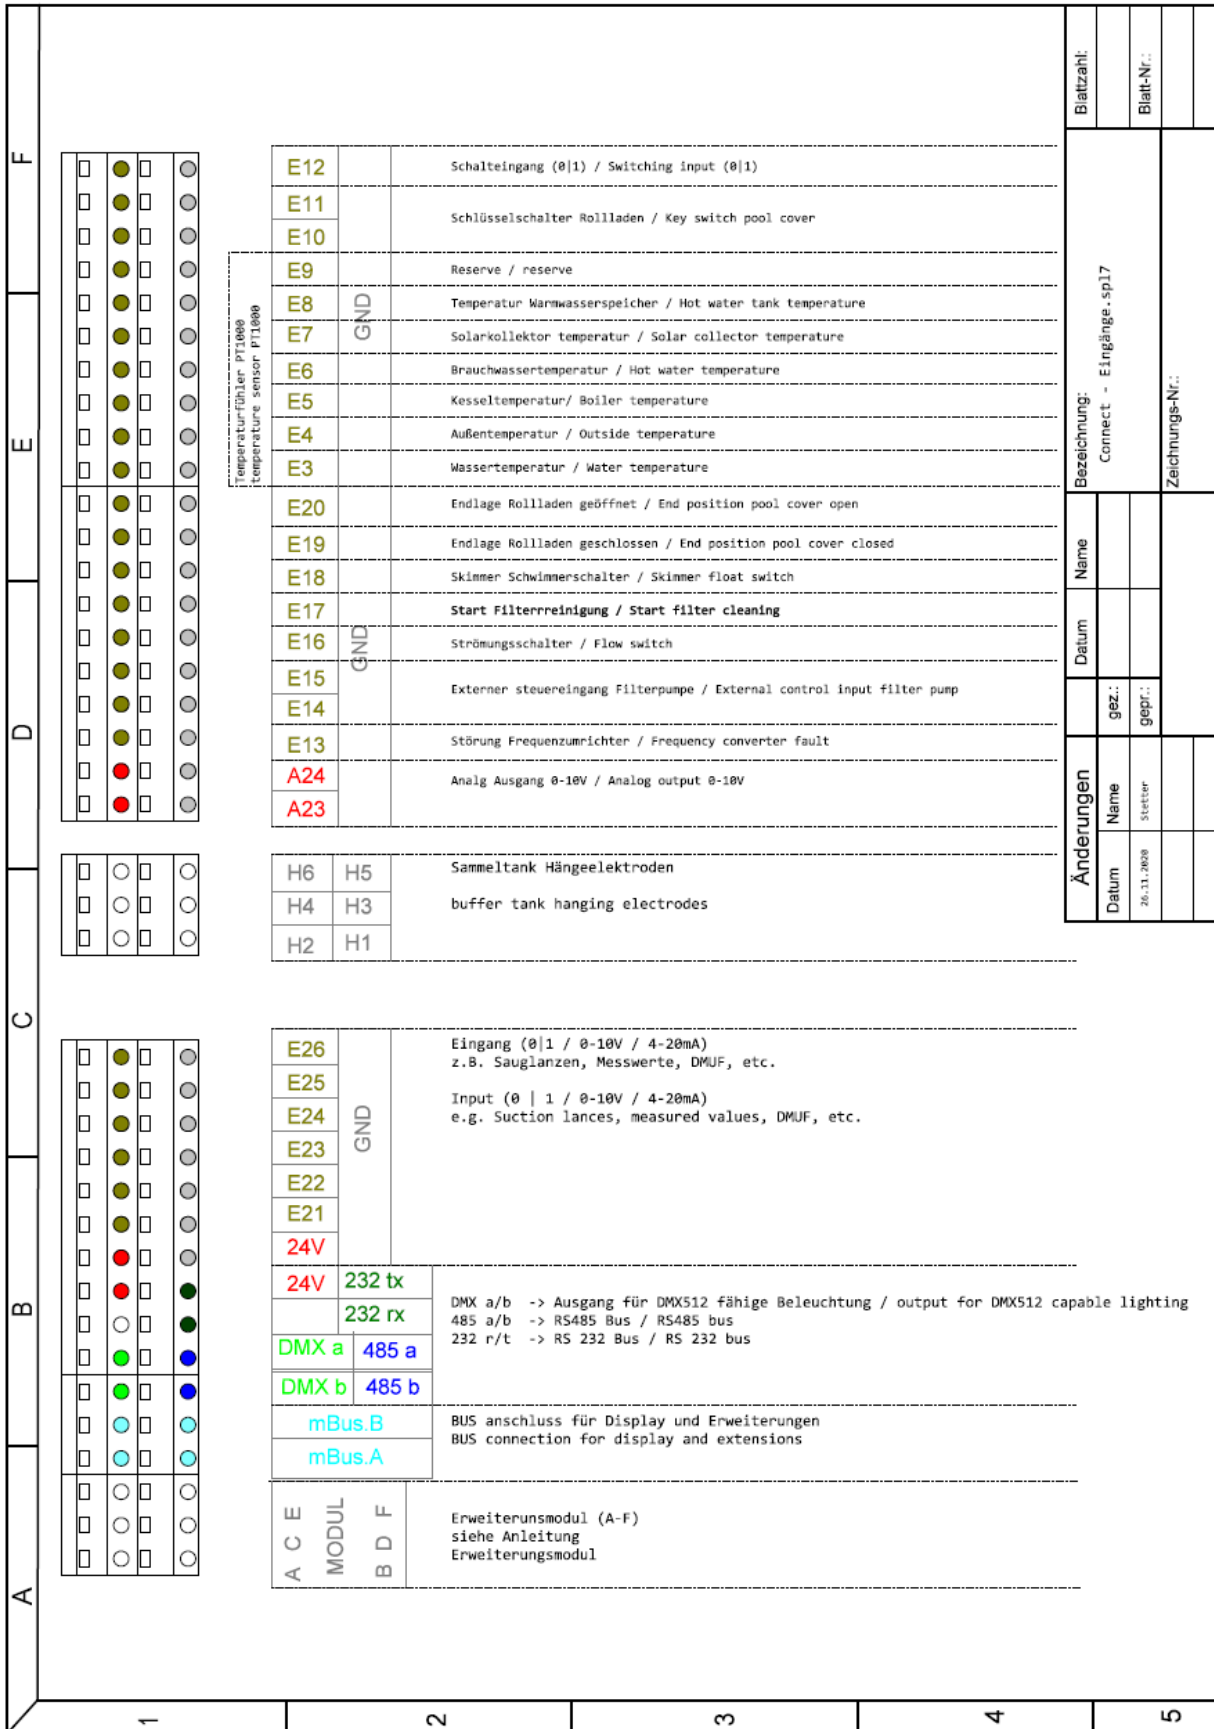 F
E
D
C
B
A
1
2
3
4
5
E12
Schalteingang (0|1) / Switching input (0|1)
E11
E10
Schlüsselschalter Rollladen / Key switch pool cover
Temperaturfühler PT1000
temperature sensor PT1000
GND
E9
Reserve / reserve
E8
Temperatur Warmwasserspeicher / Hot water tank temperature
E7
Solarkollektor temperatur / Solar collector temperature
E6
Brauchwassertemperatur / Hot water temperature
E5
Kesseltemperatur/ Boiler temperature
E4
Außentemperatur / Outside temperature
E3
Wassertemperatur / Water temperature
E20
Endlage Rollladen geöffnet / End position pool cover open
E19
Endlage Rollladen geschlossen / End position pool cover closed
E18
Skimmer Schwimmerschalter / Skimmer float switch
E17
Start Filterrreinigung / Start filter cleaning
E16
Strömungsschalter / Flow switch
GND
E15
E14
Externer steuereingang Filterpumpe / External control input filter pump
E13
Störung Frequenzumrichter / Frequency converter fault
A24
A23
Analg Ausgang 0-10V / Analog output 0-10V
H6 H5
H4 H3
H2 H1
Sammeltank Hängeelektroden
buffer tank hanging electrodes
E26
E25
E24
E23
E22
E21
24V
GND
Eingang (0|1 / 0-10V / 4-20mA)
z.B. Sauglanzen, Messwerte, DMUF, etc.
Input (0 | 1 / 0-10V / 4-20mA)
e.g. Suction lances, measured values, DMUF, etc.
24V 232 tx
232 rx
DMX a 485 a
DMX b 485 b
DMX a/b -> Ausgang für DMX512 fähige Beleuchtung / output for DMX512 capable lighting
485 a/b -> RS485 Bus / RS485 bus
232 r/t -> RS 232 Bus / RS 232 bus
mBus.B
mBus.A
BUS anschluss für Display und Erweiterungen
BUS connection for display and extensions
A C E
MODUL
B D F
Erweiterunsmodul (A-F)
siehe Anleitung
Erweiterungsmodul
Änderungen
Datum Name
26.11.2020 Stetter
Datum Name
gez.:
gepr.:
Bezeichnung:
Connect - Eingänge.spl7
Zeichnungs-Nr.:
Blattzahl:
Blatt-Nr.: